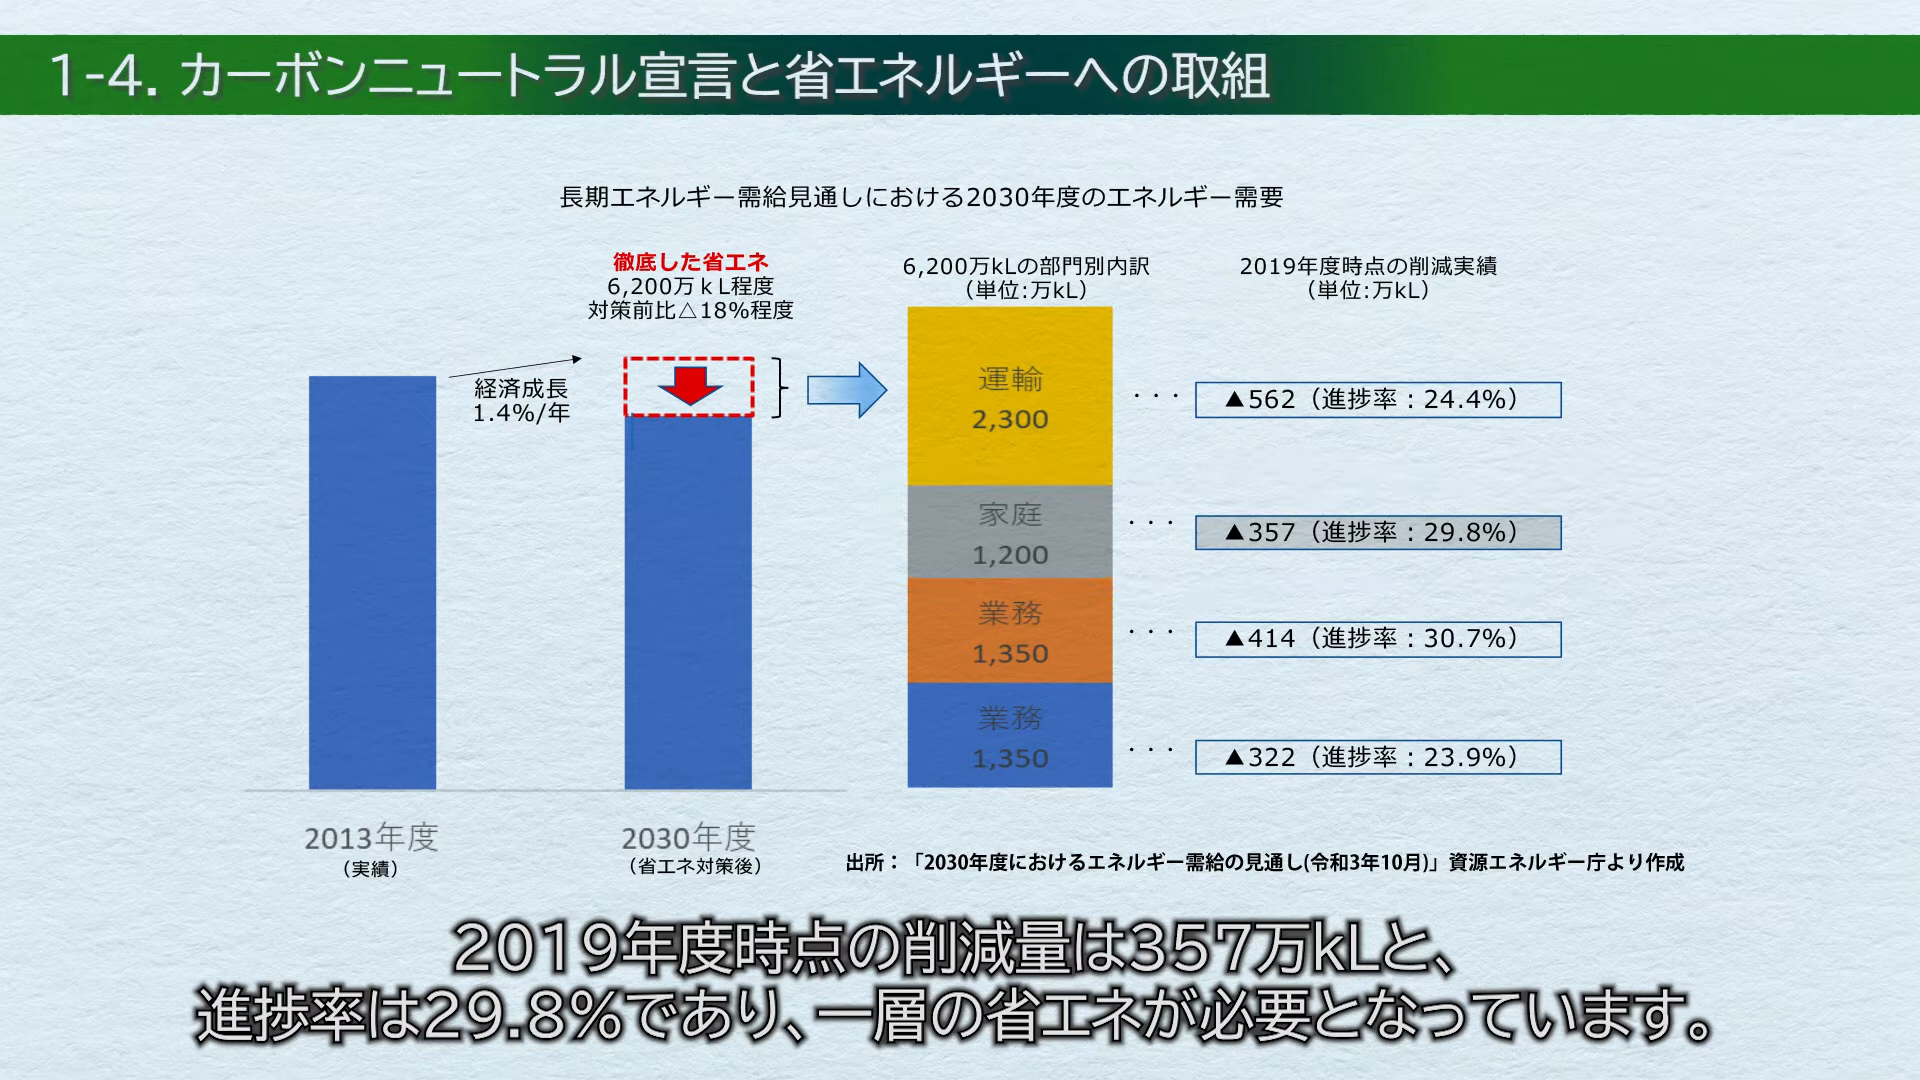 1-4. カーボンニュートラル宣言と省エネルギーへの取組
長期エネルギー需給見通しにおける2030年度のエネルギー需要
徹底した省エネ
6,200万ｋL程度
対策前比△18%程度
経済成長
1.4%/年
2013年度
（実績）
2030年度
（省エネ対策後）
6,200万kLの部門別内訳
（単位:万kL）
2019年度時点の削減実績
（単位:万kL）
運輸
2,300
・・・
▲562（進捗率：24.4%）
家庭
1,200
・・・
▲357（進捗率：29.8%）
業務
1,350
・・・
▲414（進捗率：30.7%）
業務
1,350
・・・
▲322（進捗率：23.9%）
出所：「2030年度におけるエネルギー需給の見通し(令和3年10月)」資源エネルギー庁より作成
2019年度時点の削減量は357万kLと、
進捗率は29.8%であり、一層の省エネが必要となっています。